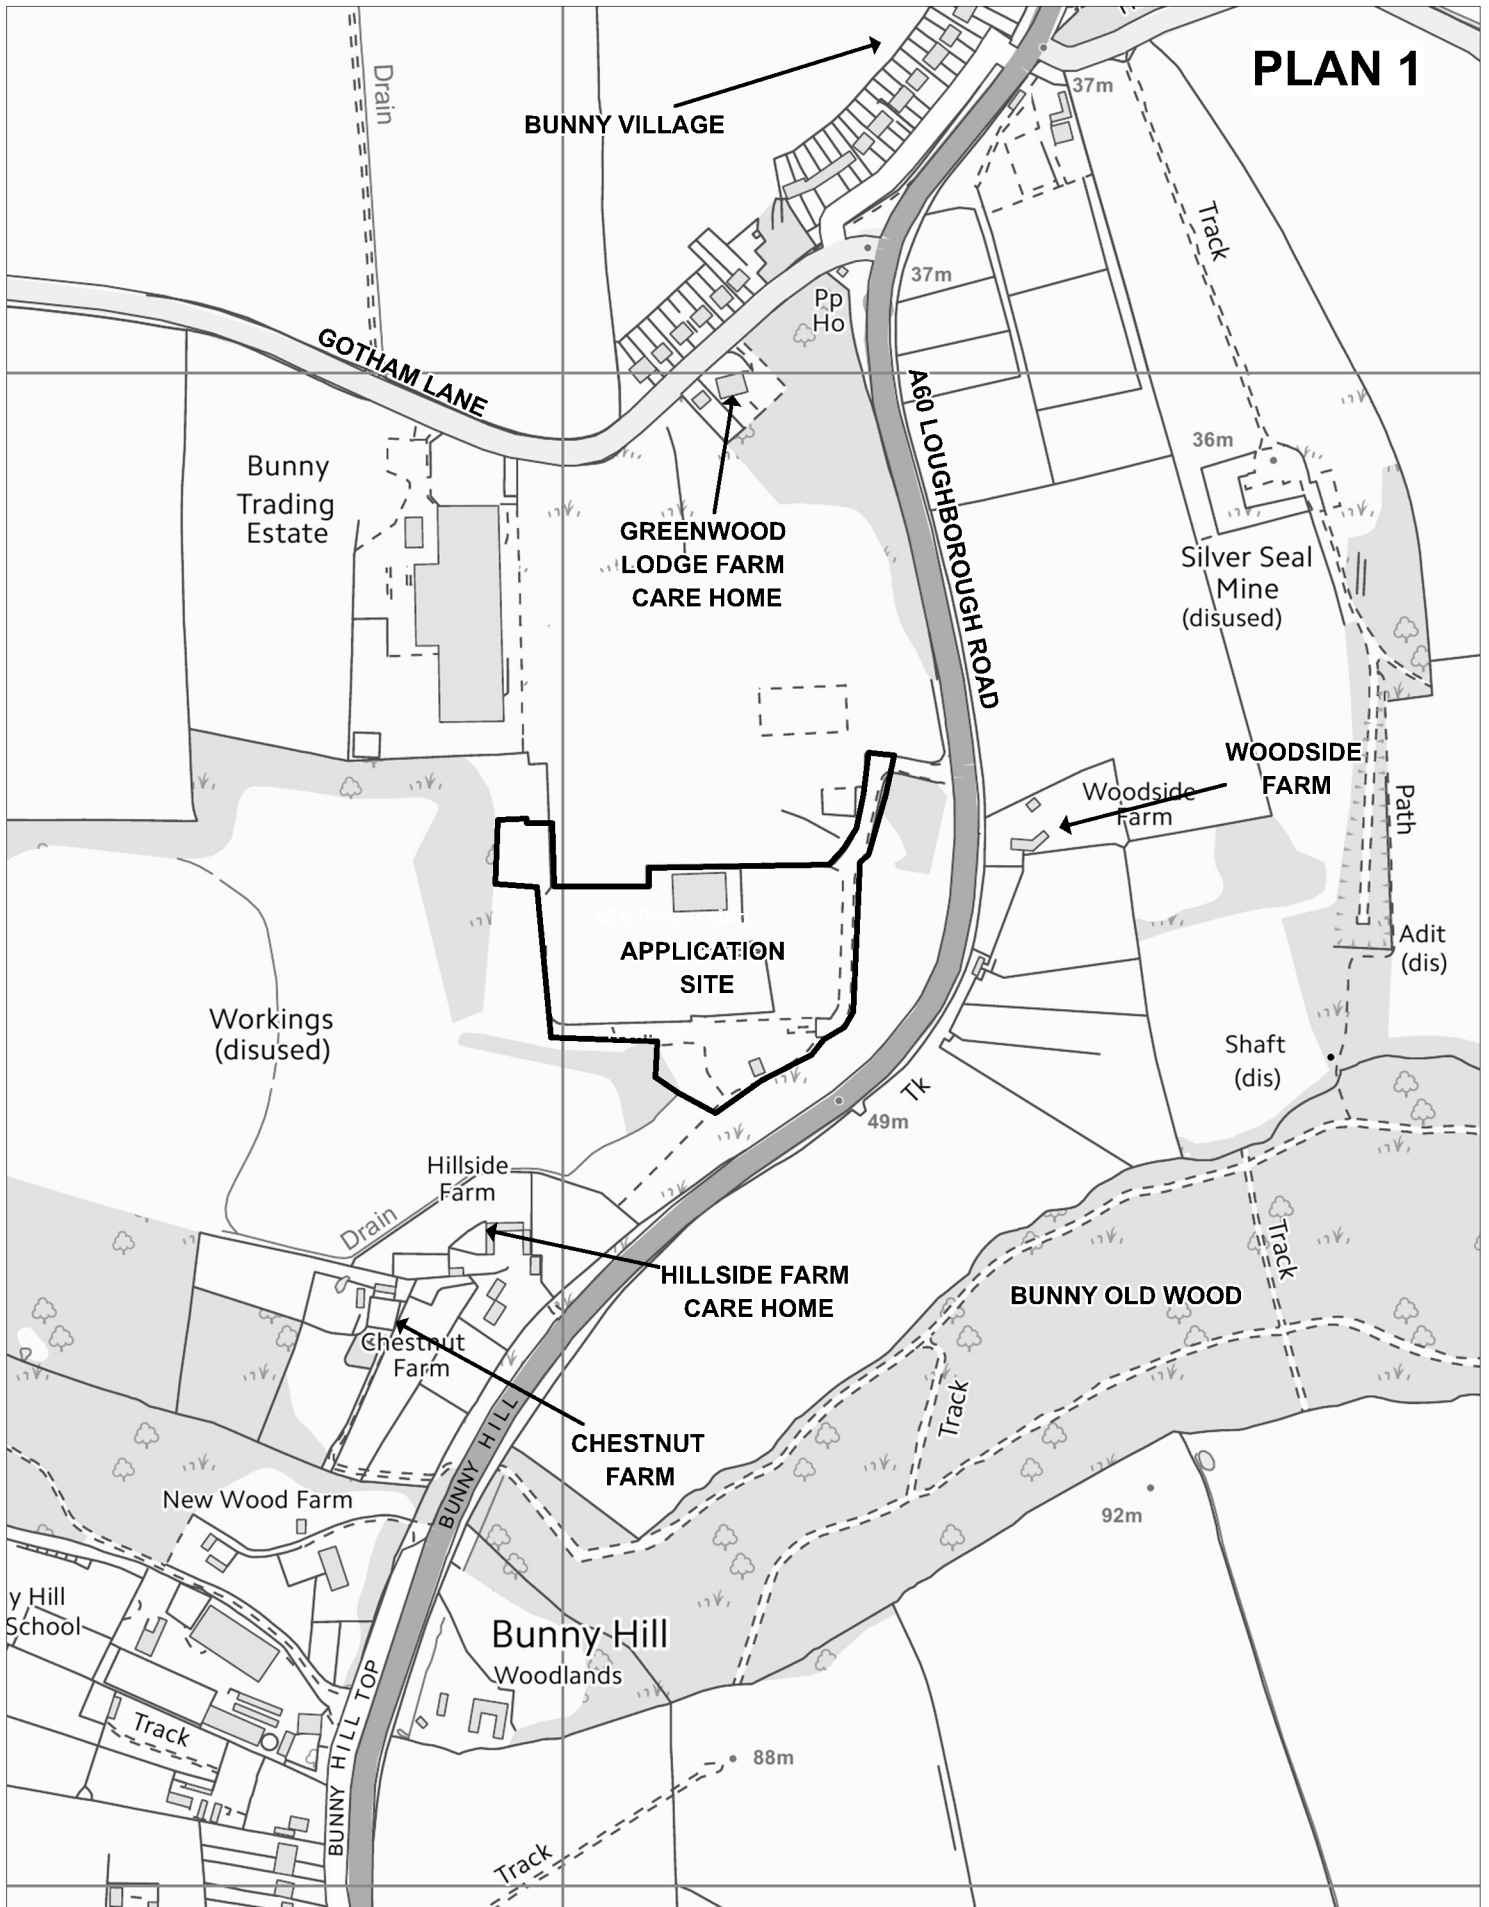 PLAN 1
Drain
37m
BUNNY VILLAGE
Track
37m
Pp
Ho
GOTHAM LANE
A60 LOUGHBOROUGH ROAD
36m
Bunny
Trading
Estate
GREENWOOD
LODGE FARM
CARE HOME
Silver Seal
Mine
(disused)
WOODSIDE
FARM
Woodside
Farm
Path
APPLICATION
SITE
Adit
(dis)
Workings
(disused)
Shaft
(dis)
Tk
49m
Hillside
Farm
Drain
Track
HILLSIDE FARM
CARE HOME
BUNNY OLD WOOD
Chestnut
Farm
Track
BUNNY HILL
CHESTNUT
FARM
New Wood Farm
92m
y Hill
School
Bunny Hill
Woodlands
BUNNY HILL TOP
Track
88m
Track